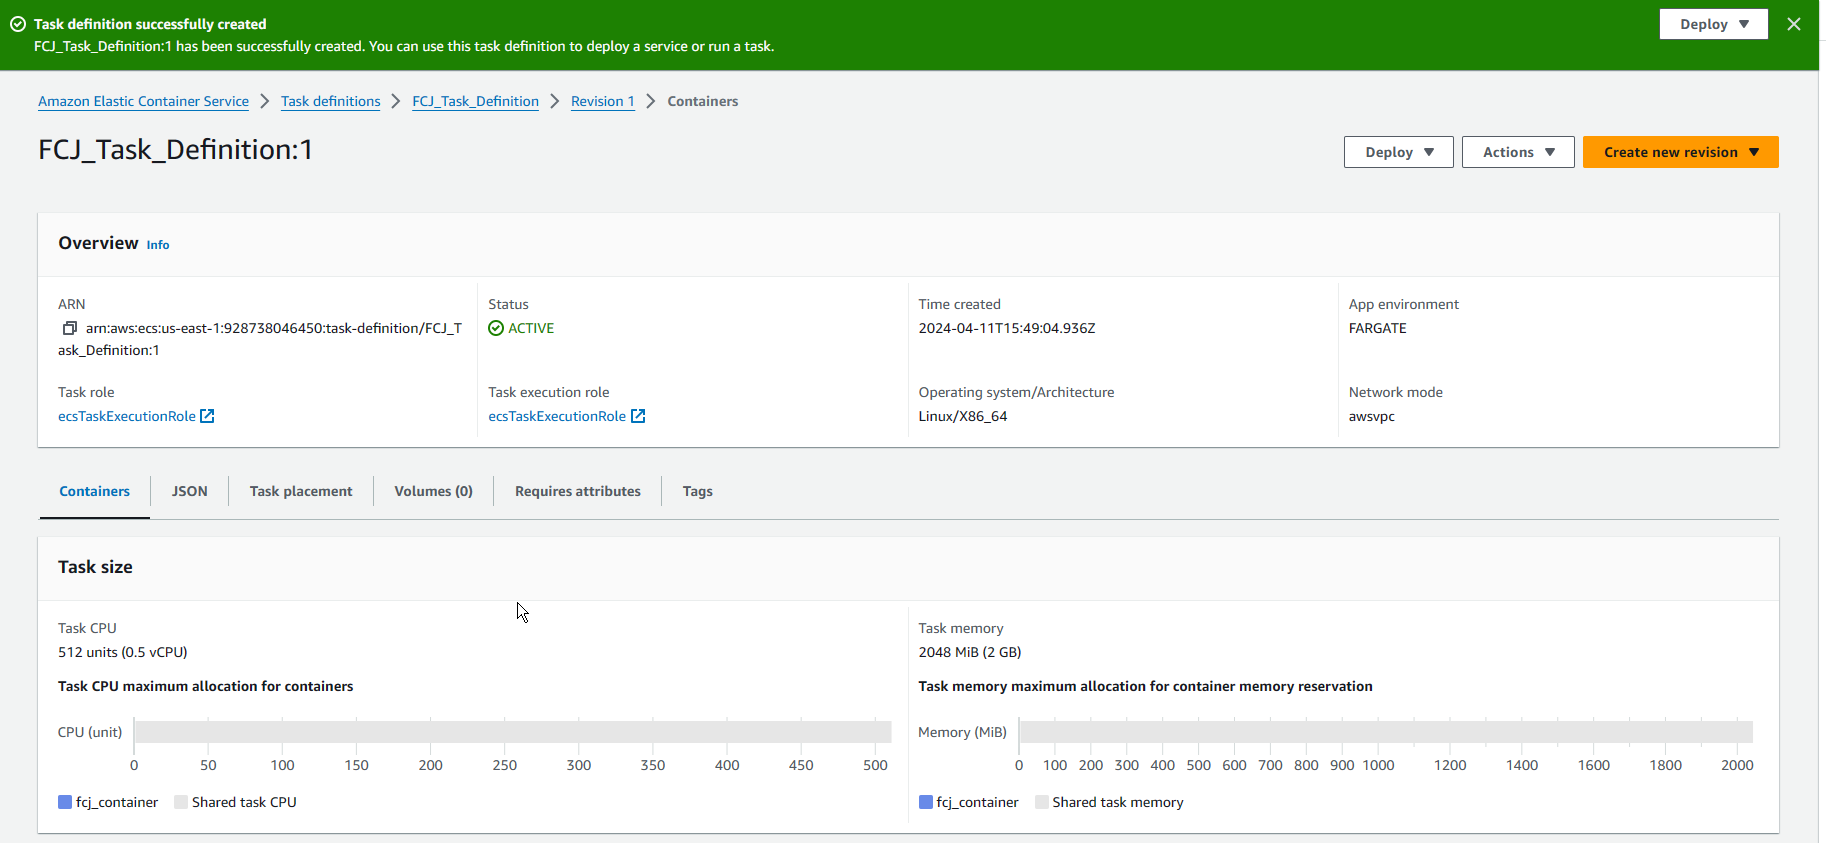 Task definition successfully created
FCJ_Task_Definition:1 has been successfully created. You can use this task definition to deploy a service or run a task.
Deploy
Amazon Elastic Container Service > Task definitions > FCJ_Task_Definition > Revision 1 > Containers
FCJ_Task_Definition:1
Deploy
Actions
Create new revision
Overview Info
ARN
arn:aws:ecs:us-east-1:928738046450:task-definition/FCJ_T
ask_Definition:1
Status
ACTIVE
Time created
2024-04-11T15:49:04.936Z
App environment
FARGATE
Task role
ecsTaskExecutionRole
Task execution role
ecsTaskExecutionRole
Operating system/Architecture
Linux/X86_64
Network mode
awsvpc
Containers
JSON
Task placement
Volumes (0)
Requires attributes
Tags
Task size
Task CPU
512 units (0.5 vCPU)
Task CPU maximum allocation for containers
CPU (unit)
0 50 100 150 200 250 300 350 400 450 500
fcj_container Shared task CPU
Task memory
2048 MiB (2 GB)
Task memory maximum allocation for container memory reservation
Memory (MiB)
0 100 200 300 400 500 600 700 800 900 1000 1200 1400 1600 1800 2000
fcj_container Shared task memory